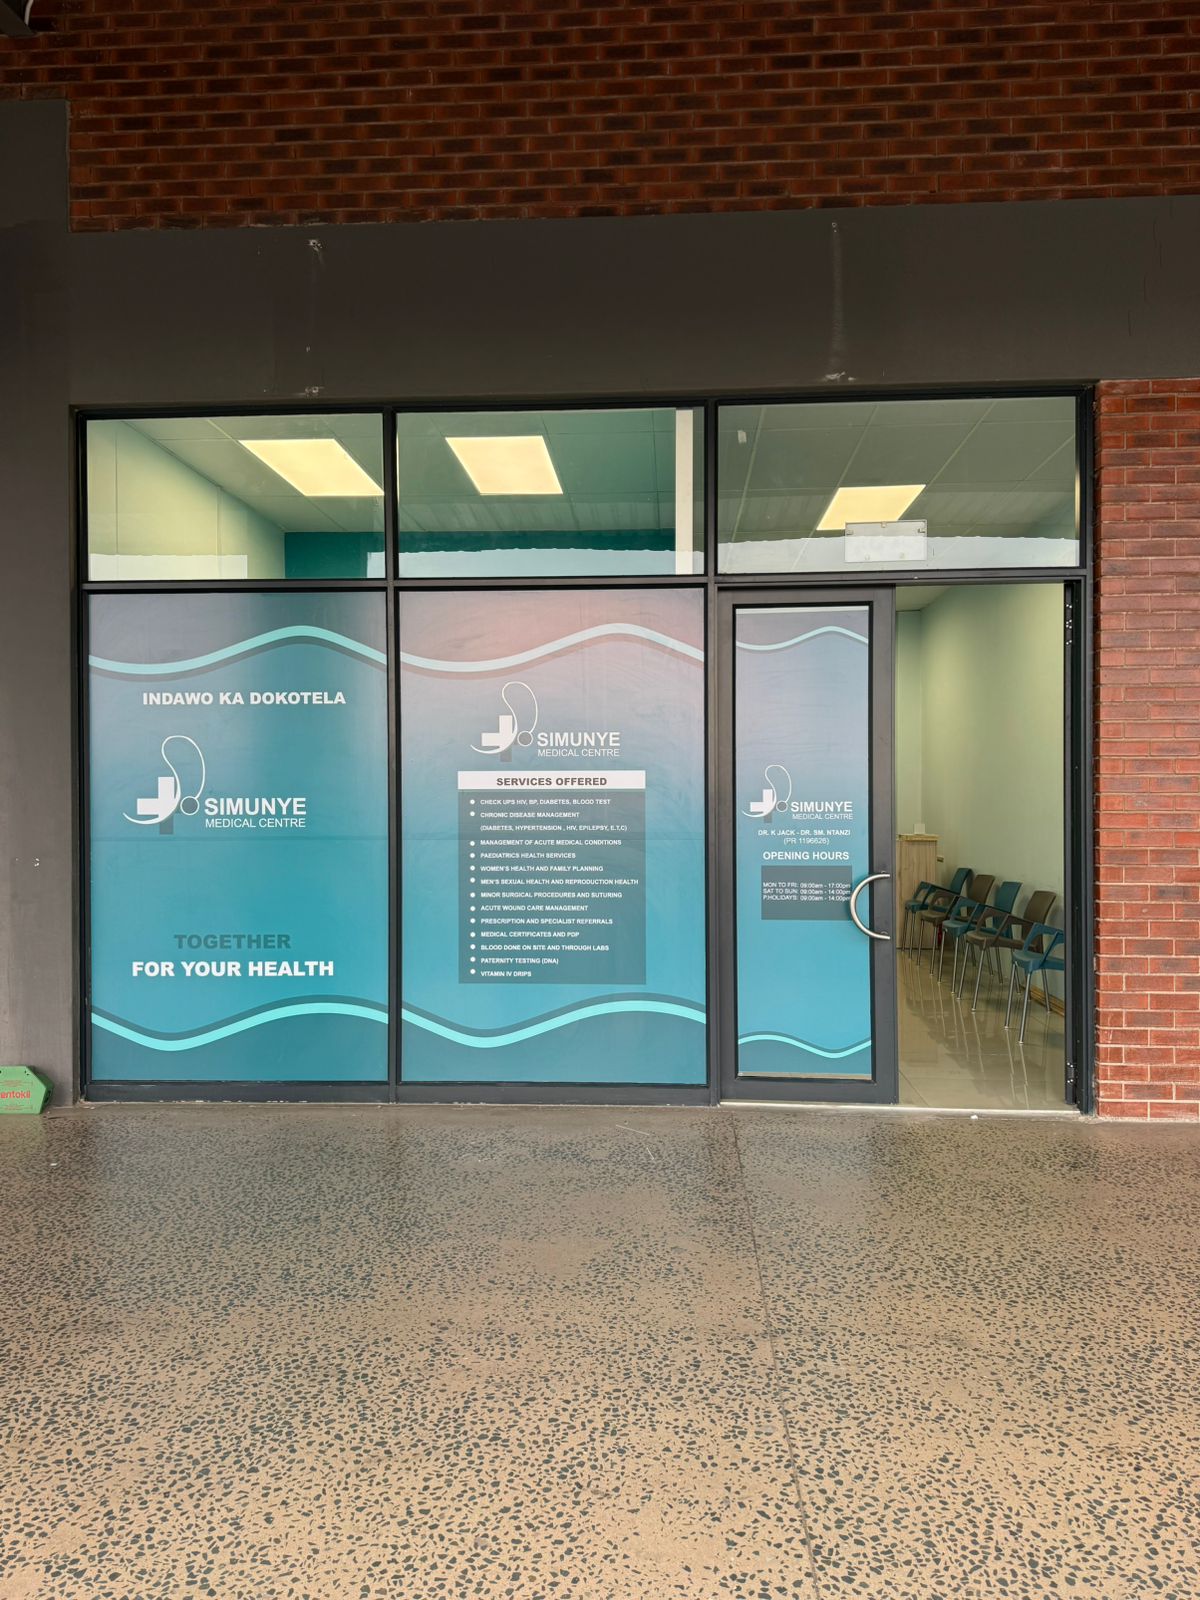 INDAWO KA DOKOTELA
SIMUNYE
MEDICAL CENTRE
TOGETHER
FOR YOUR HEALTH
SIMUNYE
MEDICAL CENTRE
SERVICES OFFERED
CHECK UPS HIV, BP, DIABETES, BLOOD TEST
CHRONIC DISEASE MANAGEMENT
(DIABETES, HYPERTENSION , HIV, EPILEPSY, E.T,C)
MANAGEMENT OF ACUTE MEDICAL CONDITIONS
PAEDIATRICS HEALTH SERVICES
WOMEN'S HEALTH AND FAMILY PLANNING
MEN'S SEXUAL HEALTH AND REPRODUCTION HEALTH
MINOR SURGICAL PROCEDURES AND SUTURING
ACUTE WOUND CARE MANAGEMENT
PRESCRIPTION AND SPECIALIST REFERRALS
MEDICAL CERTIFICATES AND PDP
BLOOD DONE ON SITE AND THROUGH LABS
PATERNITY TESTING (DNA)
VITAMIN IV DRIPS
SIMUNYE
MEDICAL CENTRE
DR. K JACK - DR. SM. NTANZI
(PR 1196626)
OPENING HOURS
MON TO FRI: 09:00am - 17:00pm
SAT TO SUN: 09:00am - 14:00pm
P.HOLIDAYS: 09:00am - 14:00pm
entokil